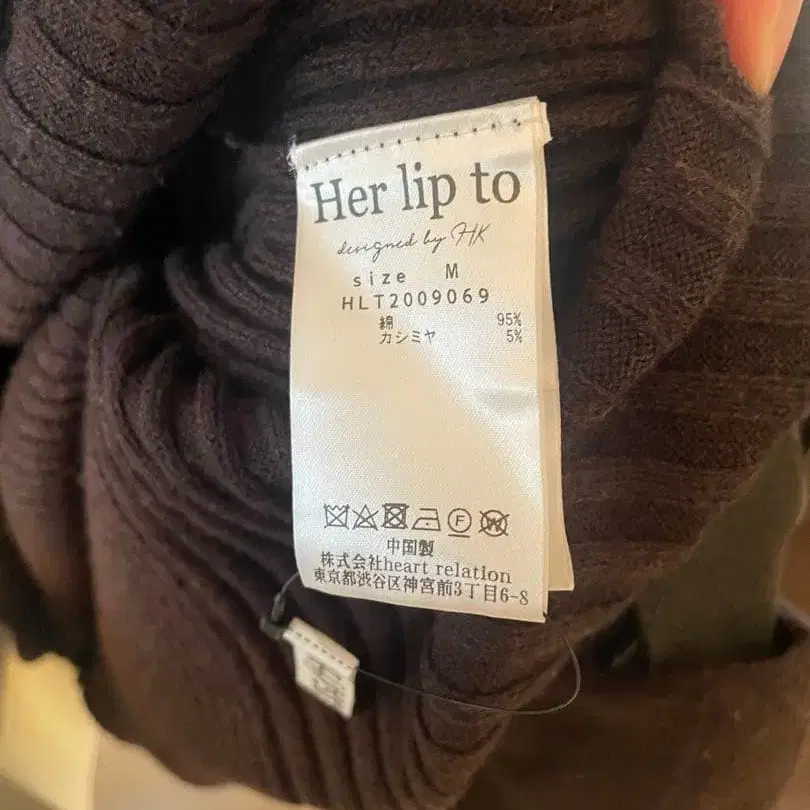 Her lip to
designed by HK
size M
HLT2009069
綿 95%
カシミヤ 5%
F
W
中国製
株式会社heart relation
東京都渋谷区神宮前3丁目6-8